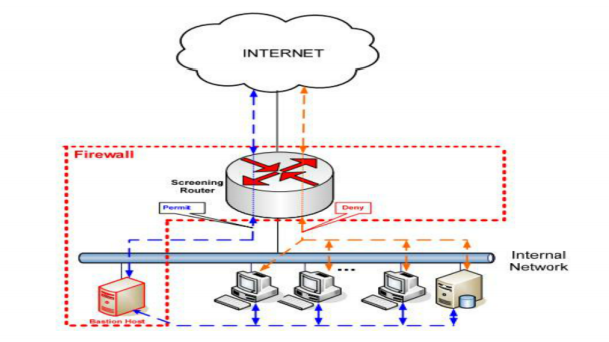 INTERNET
Firewall
Screening
Router
Permit
Deny
...
Internal
Network
Bastion Host